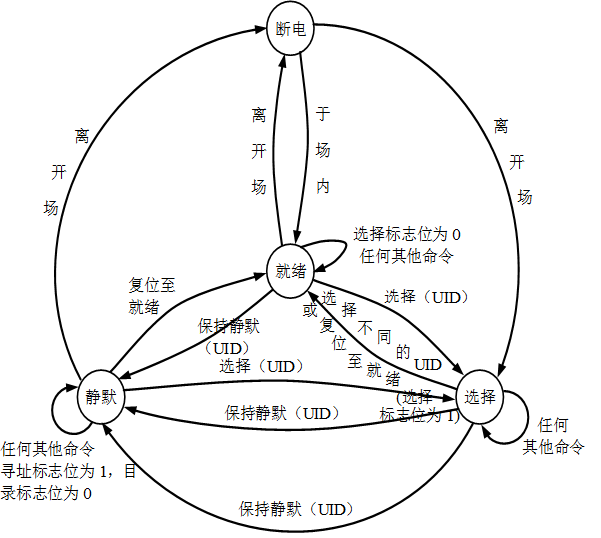 断电
离开场
离开场
于场内
离开场
选择标志位为0
任何其他命令
就绪
复位至
就绪
选择（UID）
保持静默
（UID）
或选择不同的UID
复位至就绪
选择（UID）
静默
(选择
标志位为1)
选择
保持静默（UID）
任何
其他命令
任何其他命令
寻址标志位为1，目
录标志位为0
保持静默（UID）